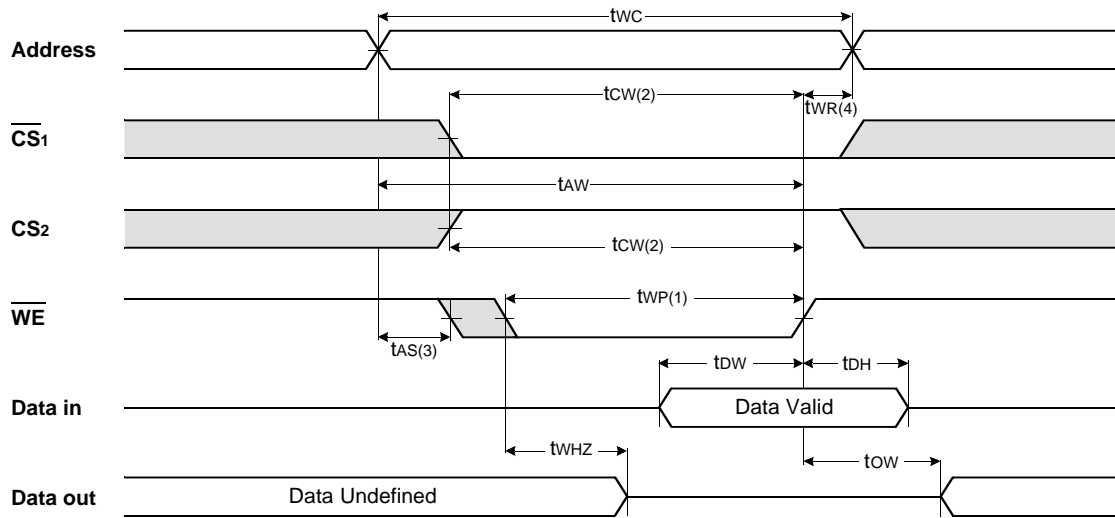 tWC
Address
tCW(2)
tWR(4)
CS1
tAW
CS2
tCW(2)
tWP(1)
WE
tAS(3)
tDW
tDH
Data in
Data Valid
tWHZ
tOW
Data out
Data Undefined